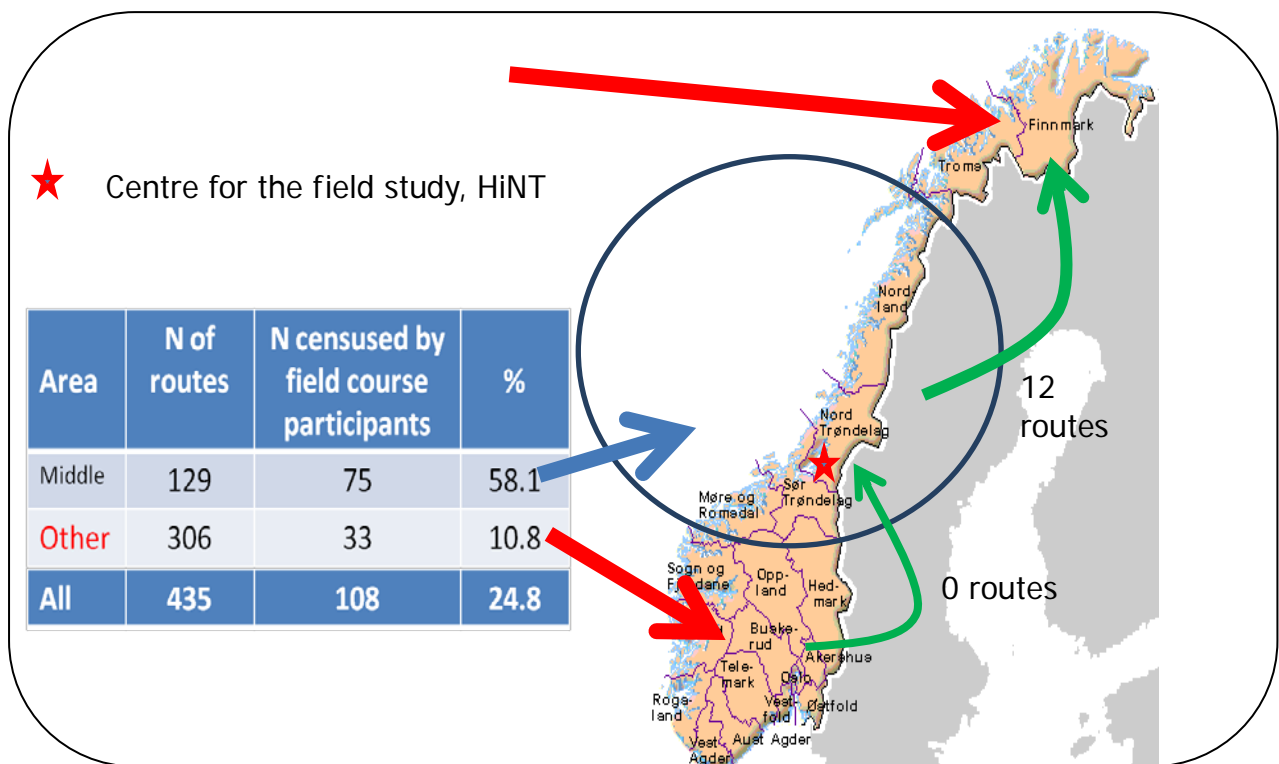 Centre for the field study, HiNT
Area
N of
routes
N censused by
field course
participants
%
Middle
129
75
58.1
Other
306
33
10.8
All
435
108
24.8
Finnmark
Troms
Nord-
land
Nord
Trøndelag
Sør
Trøndelag
Møre og
Romsdal
Sogn og
Fjordane
Opp-
land
Hed-
mark
Buske-
rud
Akershus
Tele-
mark
Oslo
Roga-
land
Vest-
fold
Østfold
Vest
Agder
Aust Agder
12
routes
0 routes